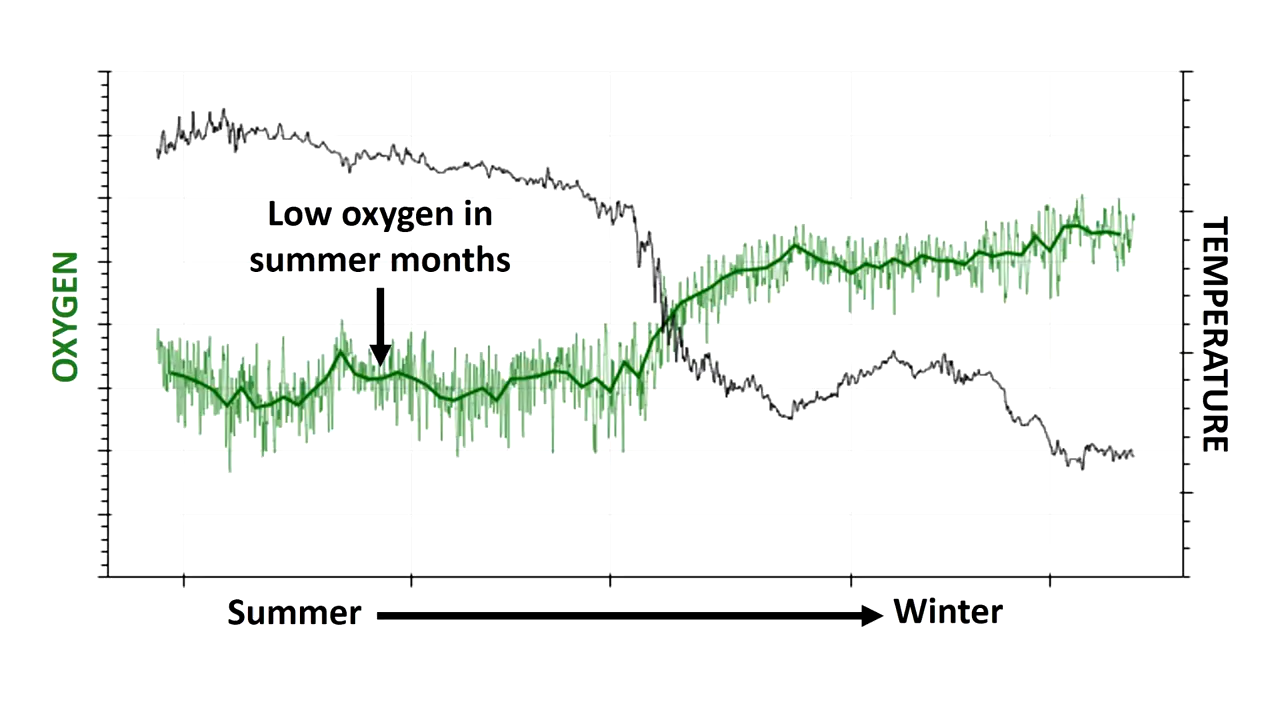 Low oxygen in
summer months
OXYGEN
TEMPERATURE
Summer
Winter